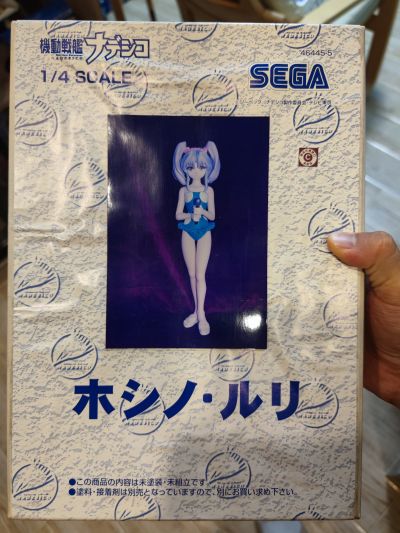 機動戦艦ナデシコ
NADESICO
1/4 SCALE
46445-5
SEGA
ホシノ・ルリ
●この商品の内容は未塗装・未組立です。
●塗料・接着剤は別売となっていますので、別にお買い求め下さい。